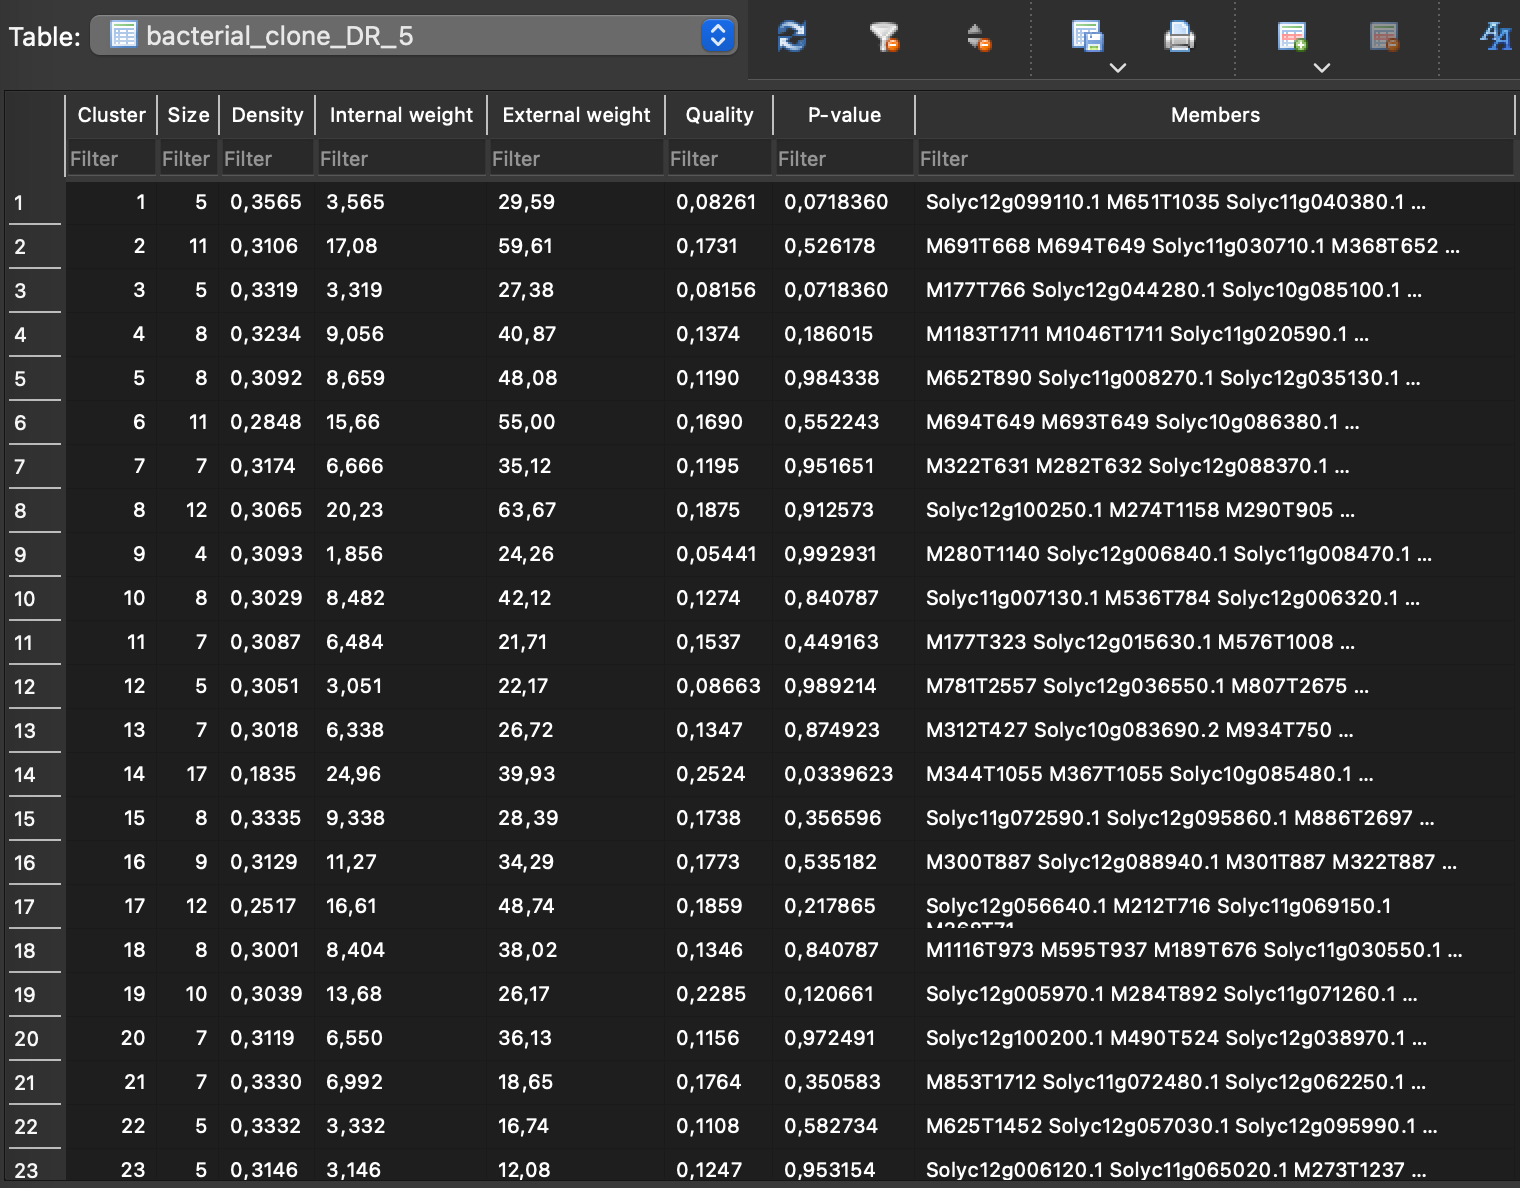 Table: bacterial_clone_DR_5
Cluster Size Density Internal weight External weight Quality P-value Members
Filter Filter Filter Filter Filter Filter Filter Filter
1 1 5 0,3565 3,565 29,59 0,08261 0,0718360 Solyc12g099110.1 M651T1035 Solyc11g040380.1 ...
2 2 11 0,3106 17,08 59,61 0,1731 0,526178 M691T668 M694T649 Solyc11g030710.1 M368T652 ...
3 3 5 0,3319 3,319 27,38 0,08156 0,0718360 M177T766 Solyc12g044280.1 Solyc10g085100.1 ...
4 4 8 0,3234 9,056 40,87 0,1374 0,186015 M1183T1711 M1046T1711 Solyc11g020590.1 ...
5 5 8 0,3092 8,659 48,08 0,1190 0,984338 M652T890 Solyc11g008270.1 Solyc12g035130.1 ...
6 6 11 0,2848 15,66 55,00 0,1690 0,552243 M694T649 M693T649 Solyc10g086380.1 ...
7 7 7 0,3174 6,666 35,12 0,1195 0,951651 M322T631 M282T632 Solyc12g088370.1 ...
8 8 12 0,3065 20,23 63,67 0,1875 0,912573 Solyc12g100250.1 M274T1158 M290T905 ...
9 9 4 0,3093 1,856 24,26 0,05441 0,992931 M280T1140 Solyc12g006840.1 Solyc11g008470.1 ...
10 10 8 0,3029 8,482 42,12 0,1274 0,840787 Solyc11g007130.1 M536T784 Solyc12g006320.1 ...
11 11 7 0,3087 6,484 21,71 0,1537 0,449163 M177T323 Solyc12g015630.1 M576T1008 ...
12 12 5 0,3051 3,051 22,17 0,08663 0,989214 M781T2557 Solyc12g036550.1 M807T2675 ...
13 13 7 0,3018 6,338 26,72 0,1347 0,874923 M312T427 Solyc10g083690.2 M934T750 ...
14 14 17 0,1835 24,96 39,93 0,2524 0,0339623 M344T1055 M367T1055 Solyc10g085480.1 ...
15 15 8 0,3335 9,338 28,39 0,1738 0,356596 Solyc11g072590.1 Solyc12g095860.1 M886T2697 ...
16 16 9 0,3129 11,27 34,29 0,1773 0,535182 M300T887 Solyc12g088940.1 M301T887 M322T887 ...
17 17 12 0,2517 16,61 48,74 0,1859 0,217865 Solyc12g056640.1 M212T716 Solyc11g069150.1
18 18 8 0,3001 8,404 38,02 0,1346 0,840787 M1116T973 M595T937 M189T676 Solyc11g030550.1 ...
19 19 10 0,3039 13,68 26,17 0,2285 0,120661 Solyc12g005970.1 M284T892 Solyc11g071260.1 ...
20 20 7 0,3119 6,550 36,13 0,1156 0,972491 Solyc12g100200.1 M490T524 Solyc12g038970.1 ...
21 21 7 0,3330 6,992 18,65 0,1764 0,350583 M853T1712 Solyc11g072480.1 Solyc12g062250.1 ...
22 22 5 0,3332 3,332 16,74 0,1108 0,582734 M625T1452 Solyc12g057030.1 Solyc12g095990.1 ...
23 23 5 0,3146 3,146 12,08 0,1247 0,953154 Solyc12g006120.1 Solyc11g065020.1 M273T1237 ...